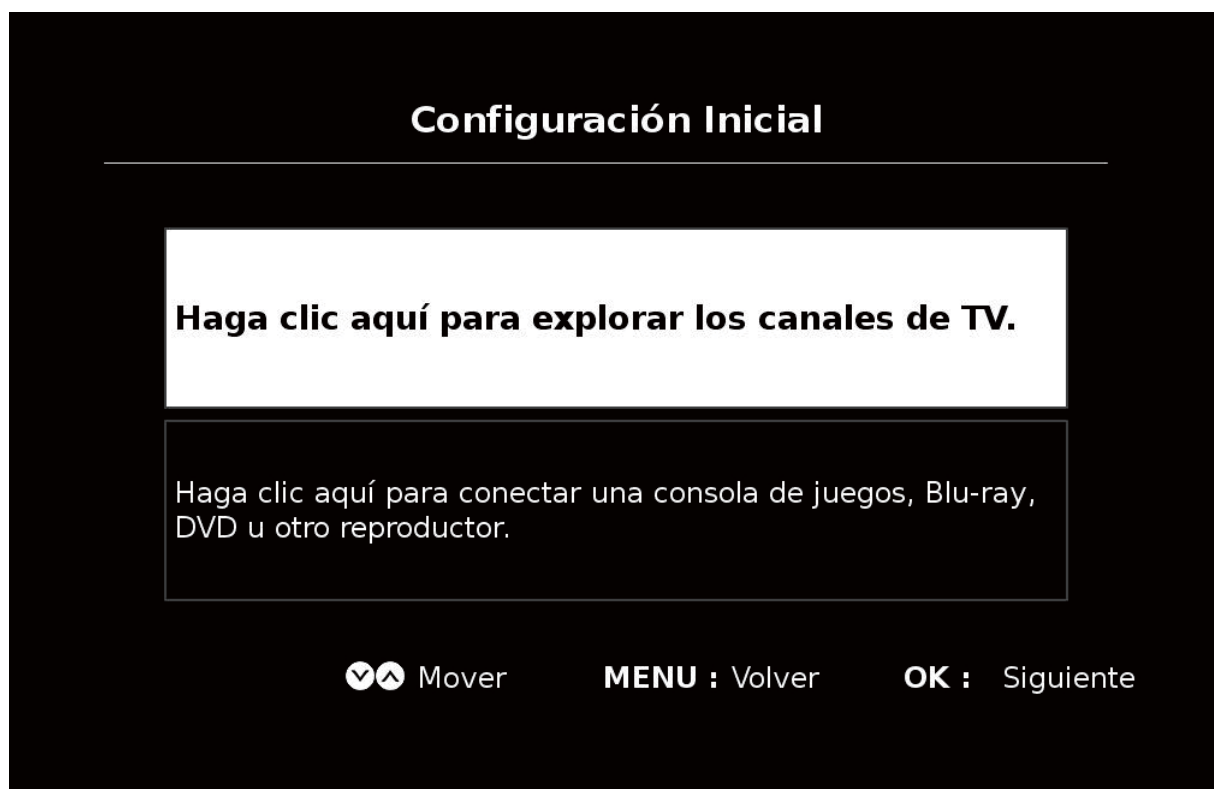 Configuración Inicial
Haga clic aquí para explorar los canales de TV.
Haga clic aquí para conectar una consola de juegos, Blu-ray,
DVD u otro reproductor.
Mover MENU : Volver OK : Siguiente